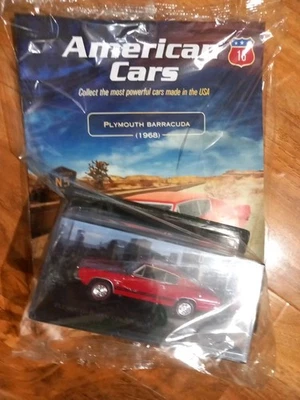 American
Cars
16
Collect the most powerful cars made in the USA
PLYMOUTH BARRACUDA
(1968)